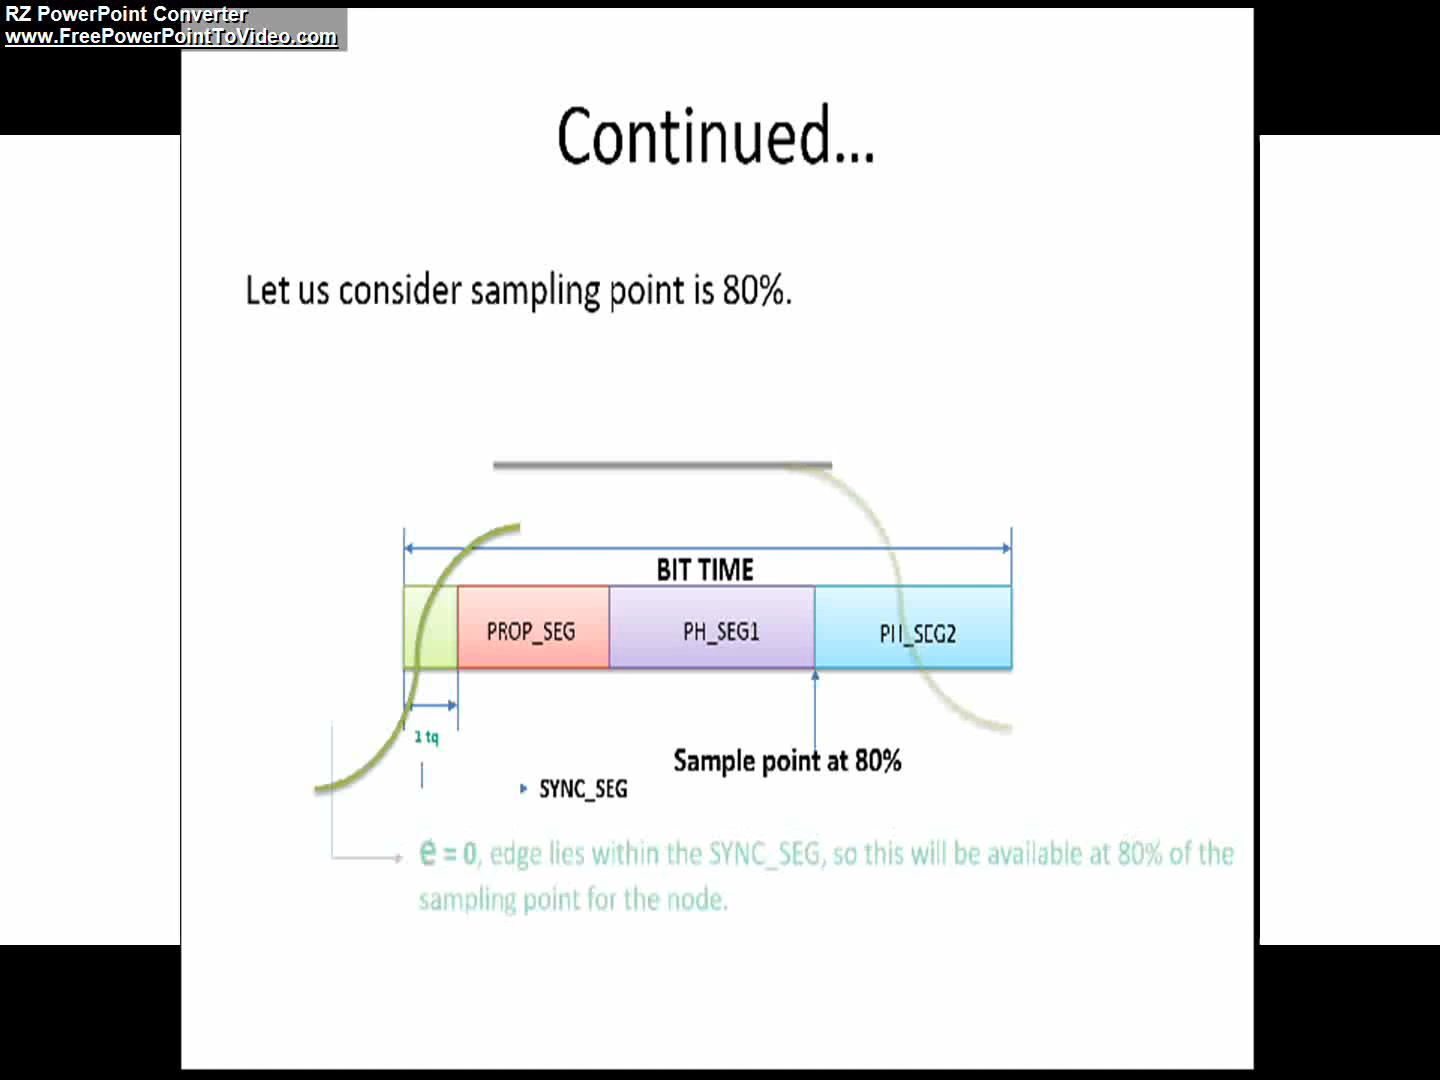 RZ PowerPoint Converter
www.FreePowerPointToVideo.com
Continued...
Let us consider sampling point is 80%.
BIT TIME
PROP_SEG
PH_SEG1
PH_SEG2
1 tq
Sample point at 80%
SYNC_SEG
e = 0, edge lies within the SYNC_SEG, so this will be available at 80% of the
sampling point for the node.